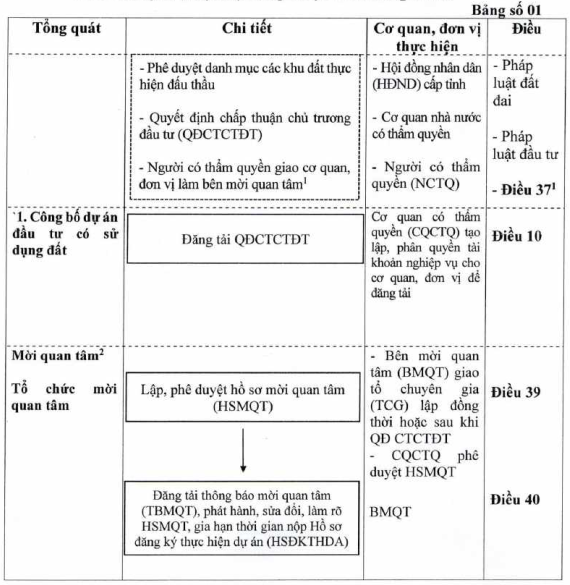 Bảng số 01
Tổng quát
Chi tiết
Cơ quan, đơn vị
thực hiện
Điều
- Phê duyệt danh mục các khu đất thực
hiện đấu thầu
- Quyết định chấp thuận chủ trương
đầu tư (QĐCTCTĐT)
- Người có thẩm quyền giao cơ quan,
đơn vị làm bên mời quan tâm¹
- Hội đồng nhân dân
(HĐND) cấp tỉnh
- Cơ quan nhà nước
có thẩm quyền
- Người có thẩm
quyền (NCTQ)
- Pháp
luật đất
đai
- Pháp
luật đầu tư
- Điều 37¹
1. Công bố dự án
đầu tư có sử
dụng đất
Đăng tải QĐCTCTĐT
Cơ quan có thẩm
quyền (CQCTQ) tạo
lập, phân quyền tài
khoản nghiệp vụ cho
cơ quan, đơn vị để
đăng tải
Điều 10
Mời quan tâm²
Tổ chức mời
quan tâm
Lập, phê duyệt hồ sơ mời quan tâm
(HSMQT)
- Bên mời quan
tâm (BMQT) giao
tổ chuyên gia
(TCG) lập đồng
thời hoặc sau khi
QĐ CTCTĐT
- CQCTQ phê
duyệt HSMQT
Điều 39
Đăng tải thông báo mời quan tâm
(TBMQT), phát hành, sửa đổi, làm rõ
HSMQT, gia hạn thời gian nộp Hồ sơ
đăng ký thực hiện dự án (HSĐKTHDA)
BMQT
Điều 40